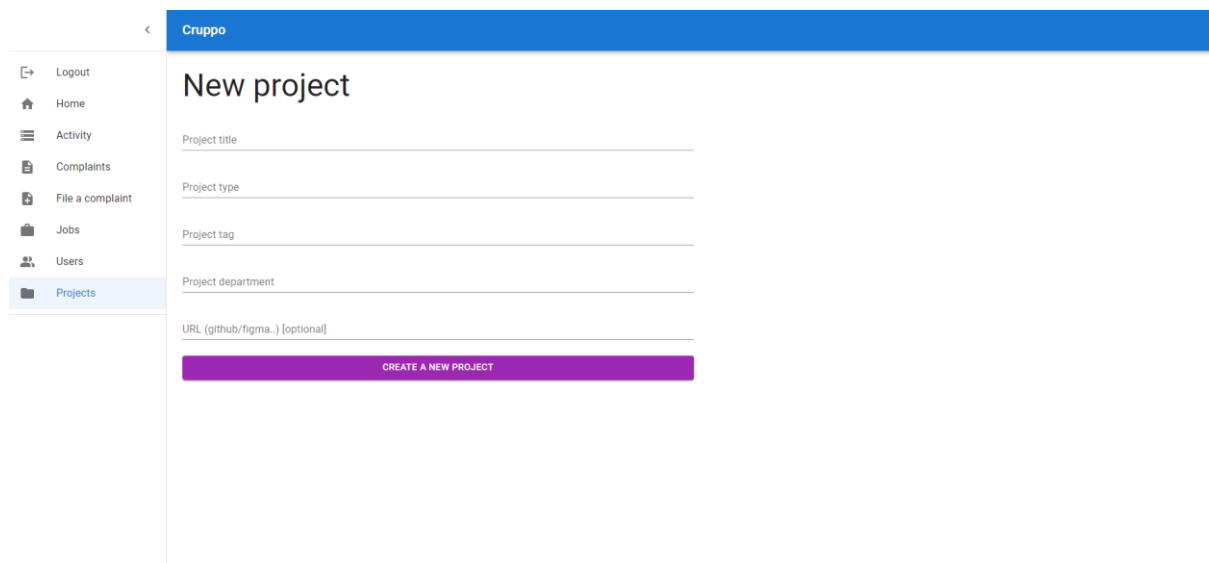 Cruppo
Logout
Home
Activity
Complaints
File a complaint
Jobs
Users
Projects
New project
Project title
Project type
Project tag
Project department
URL (github/figma..) [optional]
CREATE A NEW PROJECT